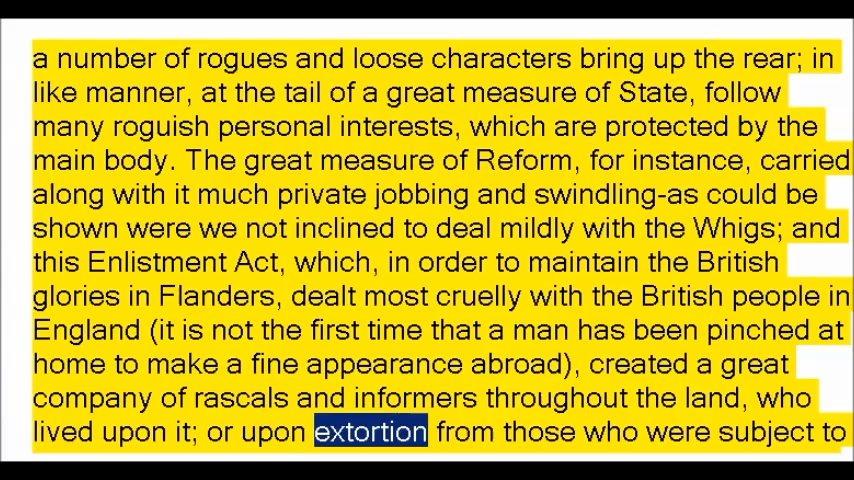 a number of rogues and loose characters bring up the rear; in
like manner, at the tail of a great measure of State, follow
many roguish personal interests, which are protected by the
main body. The great measure of Reform, for instance, carried
along with it much private jobbing and swindling-as could be
shown were we not inclined to deal mildly with the Whigs; and
this Enlistment Act, which, in order to maintain the British
glories in Flanders, dealt most cruelly with the British people in
England (it is not the first time that a man has been pinched at
home to make a fine appearance abroad), created a great
company of rascals and informers throughout the land, who
lived upon it; or upon extortion from those who were subject to